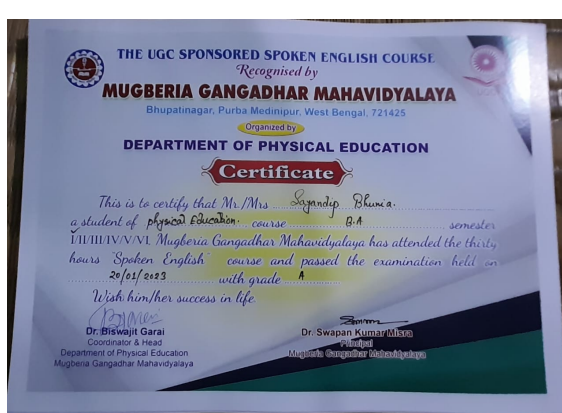 THE UGC SPONSORED SPOKEN ENGLISH COURSE
Recognised by
MUGBERIA GANGADHAR MAHAVIDYALAYA
Bhupatinagar, Purba Medinipur, West Bengal, 721425
Organized by
DEPARTMENT OF PHYSICAL EDUCATION
Certificate
This is to certify that Mr./Mrs Sayandip Bhunia.
a student of physical Education. course B.A semester
I/II/III/IV/V/VI, Mugberia Gangadhar Mahavidyalaya has attended the thirty
hours "Spoken English" course and passed the examination held on
20/01/2023 with grade A
Wish him/her success in life.
Dr. Biswajit Garai
Coordinator & Head
Department of Physical Education
Mugberia Gangadhar Mahavidyalaya
Dr. Swapan Kumar Misra
Principal
Mugberia Gangadhar Mahavidyalaya